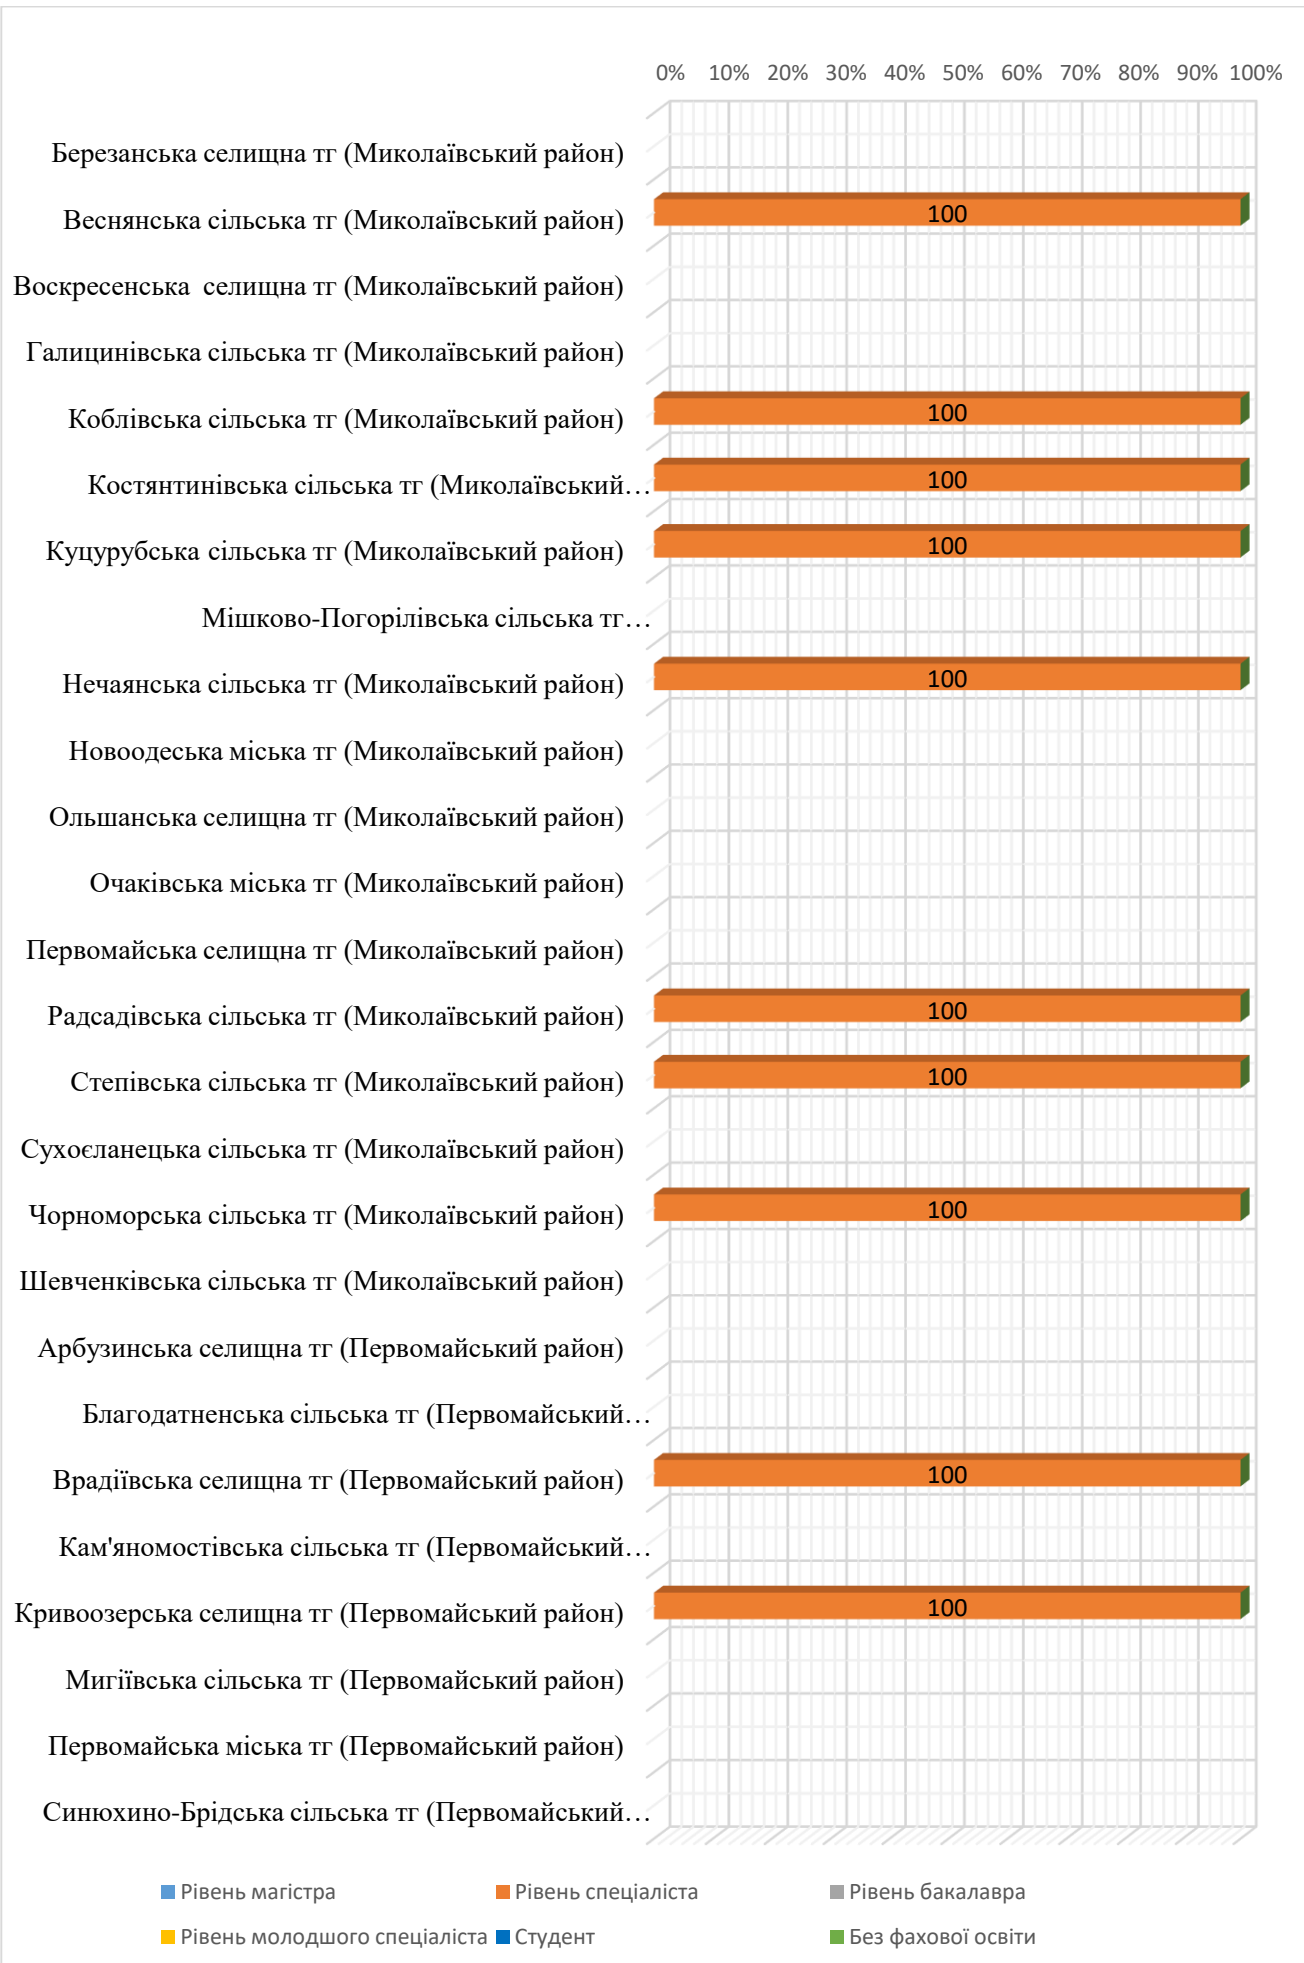 0% 10% 20% 30% 40% 50% 60% 70% 80% 90% 100%
Березанська селищна тг (Миколаївський район)
Веснянська сільська тг (Миколаївський район) 100
Воскресенська селищна тг (Миколаївський район)
Галицинівська сільська тг (Миколаївський район)
Коблівська сільська тг (Миколаївський район) 100
Костянтинівська сільська тг (Миколаївський… 100
Куцурубська сільська тг (Миколаївський район) 100
Мішково-Погорілівська сільська тг…
Нечаянська сільська тг (Миколаївський район) 100
Новоодеська міська тг (Миколаївський район)
Ольшанська селищна тг (Миколаївський район)
Очаківська міська тг (Миколаївський район)
Первомайська селищна тг (Миколаївський район)
Радсадівська сільська тг (Миколаївський район) 100
Степівська сільська тг (Миколаївський район) 100
Сухоєланецька сільська тг (Миколаївський район)
Чорноморська сільська тг (Миколаївський район) 100
Шевченківська сільська тг (Миколаївський район)
Арбузинська селищна тг (Первомайський район)
Благодатненська сільська тг (Первомайський…
Врадіївська селищна тг (Первомайський район) 100
Кам'яномостівська сільська тг (Первомайський…
Кривоозерська селищна тг (Первомайський район) 100
Мигіївська сільська тг (Первомайський район)
Первомайська міська тг (Первомайський район)
Синюхино-Брідська сільська тг (Первомайський…
Рівень магістра Рівень спеціаліста Рівень бакалавра
Рівень молодшого спеціаліста Студент Без фахової освіти